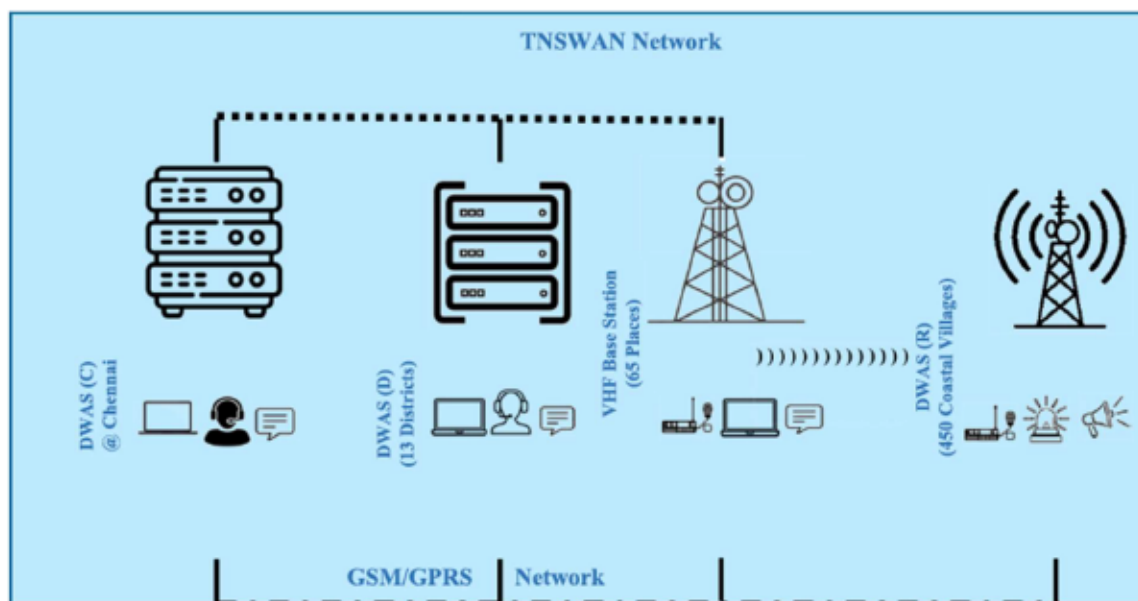 TNSWAN Network
DWAS (C)
@ Chennai
DWAS (D)
(13 Districts)
VHF Base Station
(65 Places)
DWAS (R)
(450 Coastal Villages)
GSM/GPRS Network